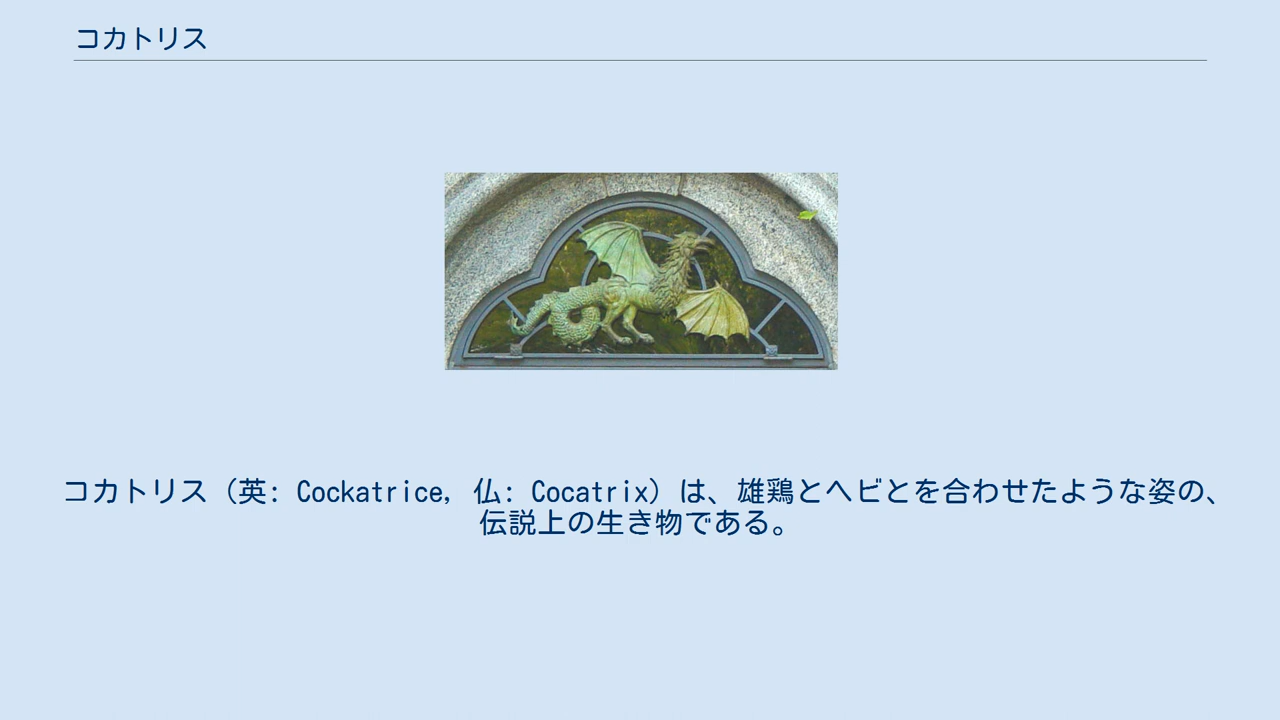 コカトリス
コカトリス（英: Cockatrice, 仏: Cocatrix）は、雄鶏とヘビとを合わせたような姿の、
伝説上の生き物である。